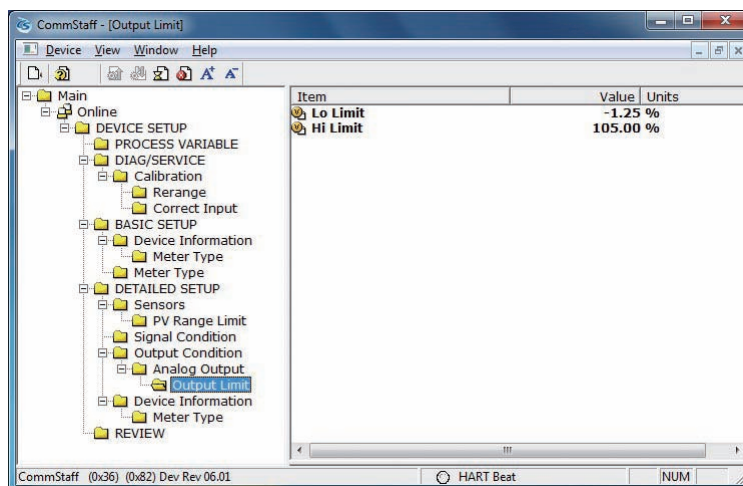 CommStaff - [Output Limit]
Device View Window Help
Main
Online
DEVICE SETUP
PROCESS VARIABLE
DIAG/SERVICE
Calibration
Rerange
Correct Input
BASIC SETUP
Device Information
Meter Type
Meter Type
DETAILED SETUP
Sensors
PV Range Limit
Signal Condition
Output Condition
Analog Output
Output Limit
Device Information
Meter Type
REVIEW
Item Value Units
Lo Limit -1.25 %
Hi Limit 105.00 %
CommStaff (0x36) (0x82) Dev Rev 06.01 HART Beat NUM